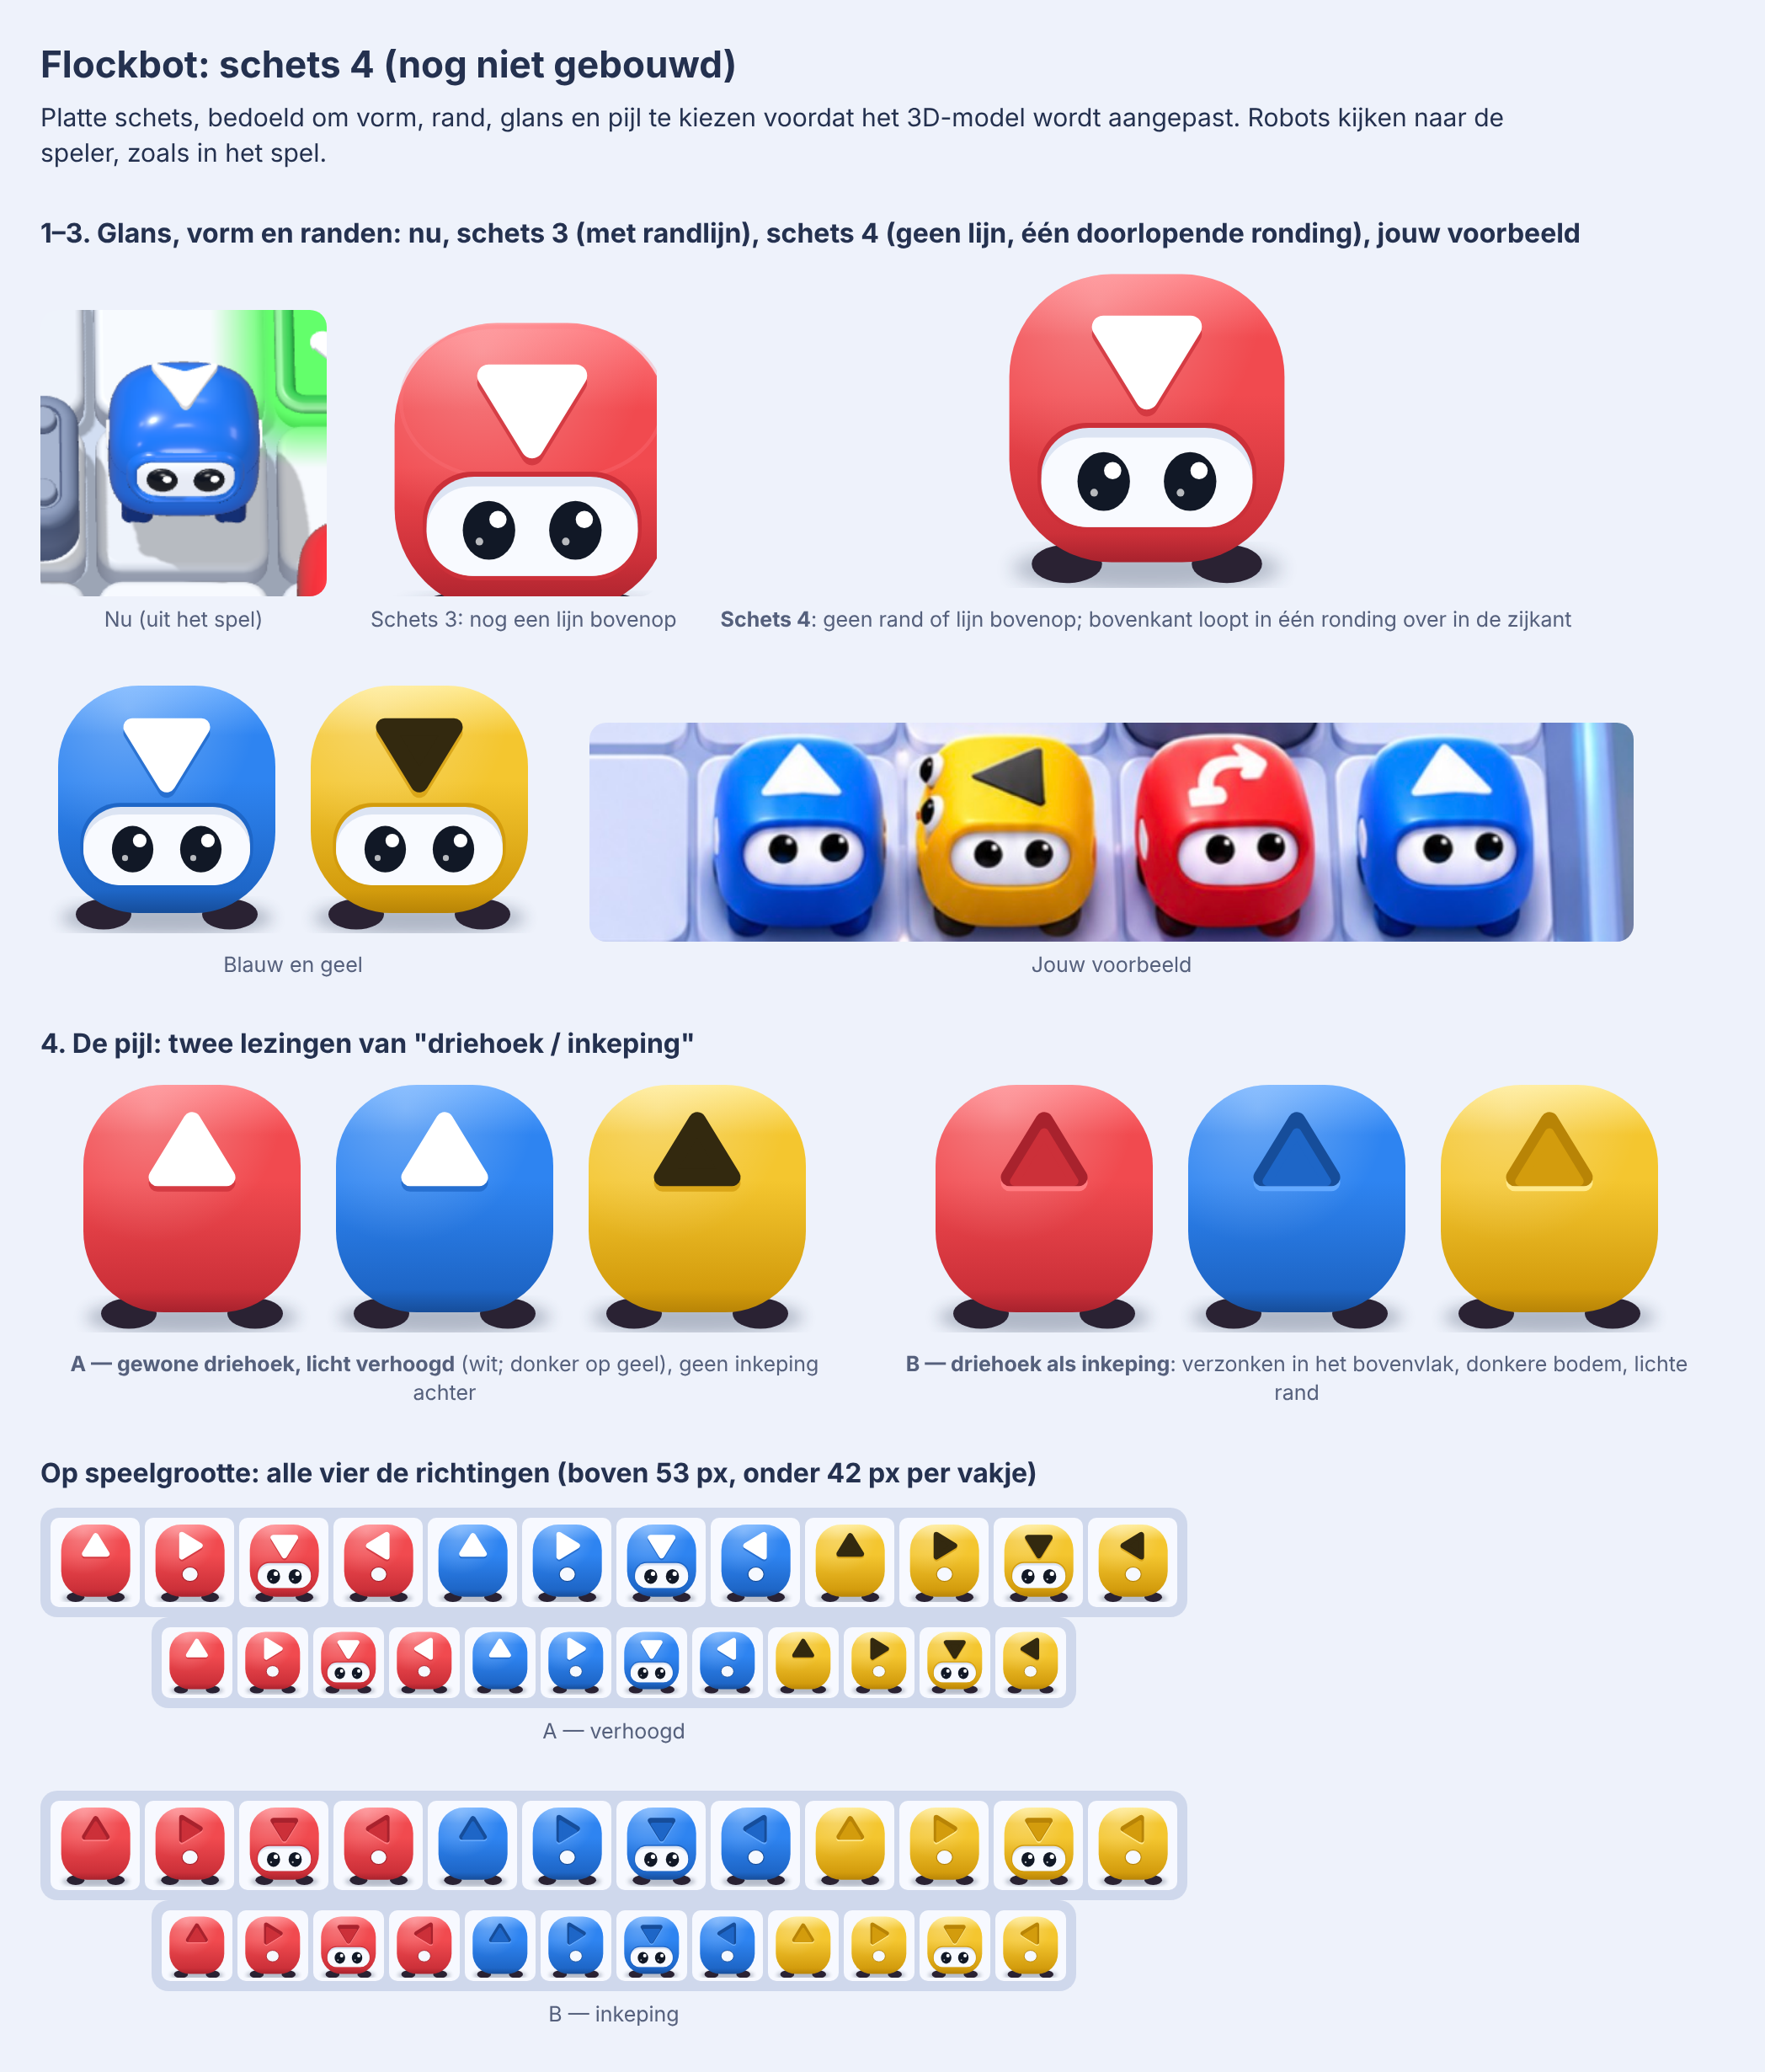 Flockbot: schets 4 (nog niet gebouwd)
Platte schets, bedoeld om vorm, rand, glans en pijl te kiezen voordat het 3D-model wordt aangepast. Robots kijken naar de
speler, zoals in het spel.
1–3. Glans, vorm en randen: nu, schets 3 (met randlijn), schets 4 (geen lijn, één doorlopende ronding), jouw voorbeeld
Nu (uit het spel)
Schets 3: nog een lijn bovenop
Schets 4: geen rand of lijn bovenop; bovenkant loopt in één ronding over in de zijkant
Blauw en geel
Jouw voorbeeld
4. De pijl: twee lezingen van "driehoek / inkeping"
A — gewone driehoek, licht verhoogd (wit; donker op geel), geen inkeping
achter
B — driehoek als inkeping: verzonken in het bovenvlak, donkere bodem, lichte
rand
Op speelgrootte: alle vier de richtingen (boven 53 px, onder 42 px per vakje)
A — verhoogd
B — inkeping